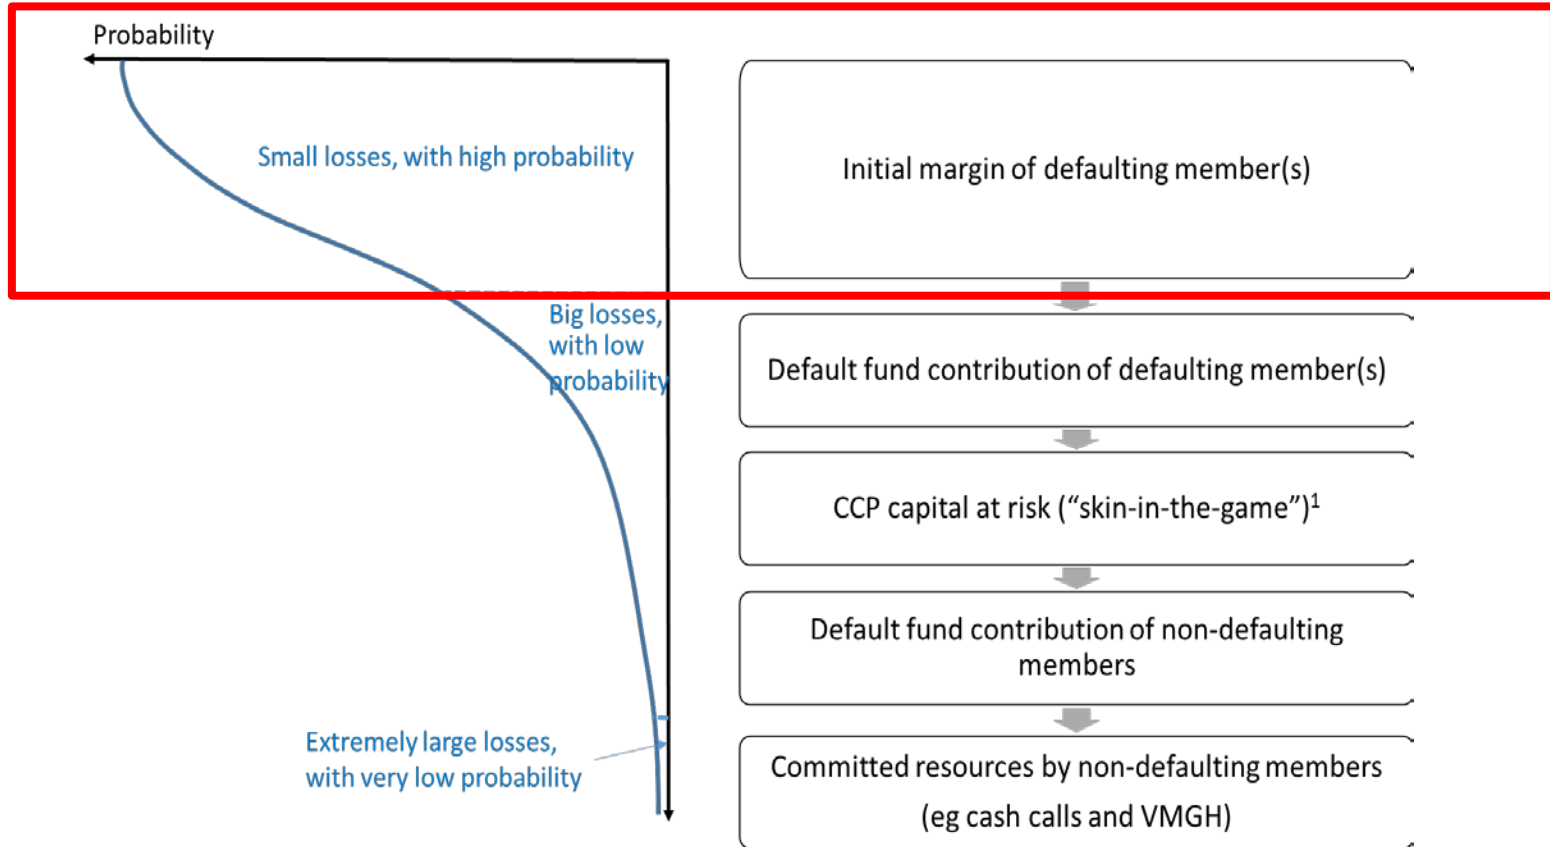 Probability
Small losses, with high probability
Big losses,
with low
probability
Extremely large losses,
with very low probability
Initial margin of defaulting member(s)
Default fund contribution of defaulting member(s)
CCP capital at risk (“skin-in-the-game”)¹
Default fund contribution of non-defaulting
members
Committed resources by non-defaulting members
(eg cash calls and VMGH)